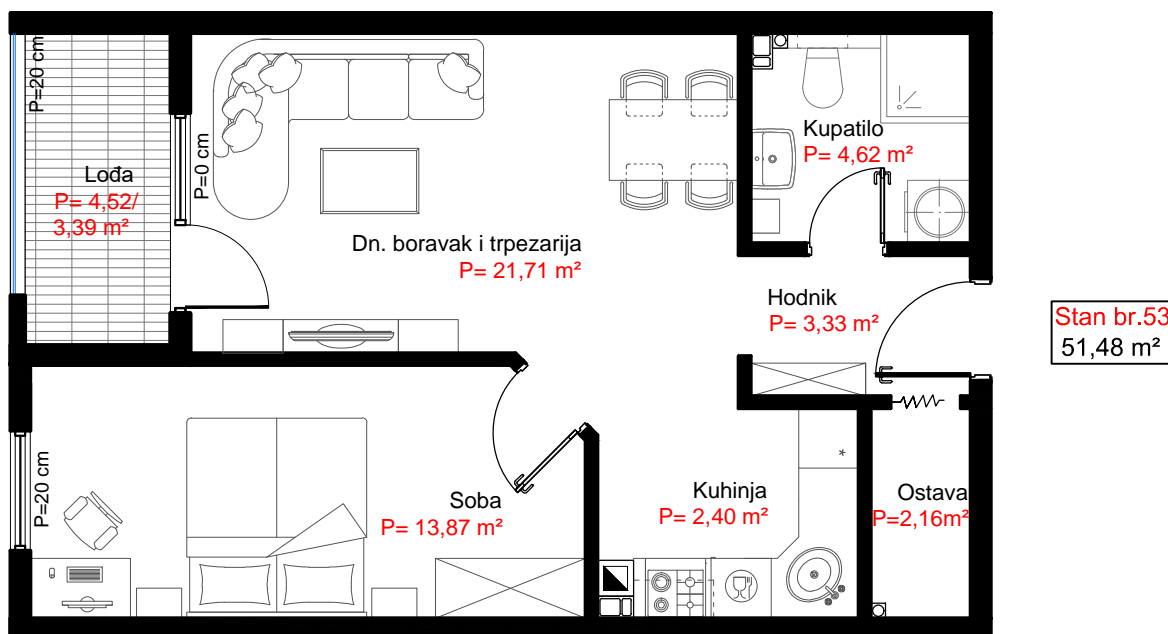 P=20 cm
Lođa
P= 4,52/
3,39 m²
P=0 cm
Dn. boravak i trpezarija
P= 21,71 m²
Kupatilo
P= 4,62 m²
Hodnik
P= 3,33 m²
Stan br.53
51,48 m²
P=20 cm
Soba
P= 13,87 m²
Kuhinja
P= 2,40 m²
*
Ostava
P=2,16m²